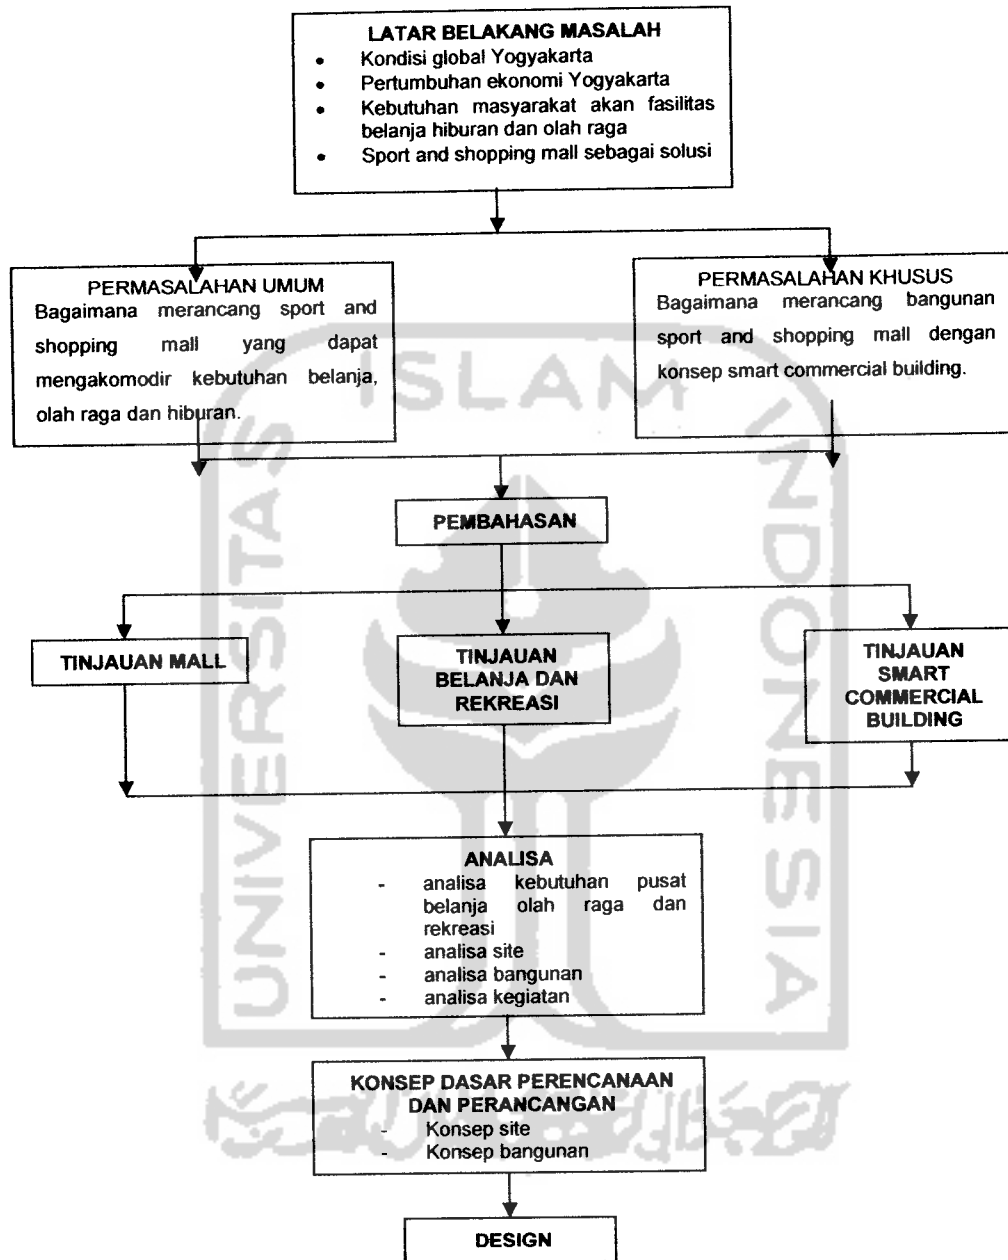 LATAR BELAKANG MASALAH
• Kondisi global Yogyakarta
• Pertumbuhan ekonomi Yogyakarta
• Kebutuhan masyarakat akan fasilitas
belanja hiburan dan olah raga
• Sport and shopping mall sebagai solusi
PERMASALAHAN UMUM
Bagaimana merancang sport and
shopping mall yang dapat
mengakomodir kebutuhan belanja,
olah raga dan hiburan.
PERMASALAHAN KHUSUS
Bagaimana merancang bangunan
sport and shopping mall dengan
konsep smart commercial building.
PEMBAHASAN
TINJAUAN MALL
TINJAUAN
BELANJA DAN
REKREASI
TINJAUAN
SMART
COMMERCIAL
BUILDING
ANALISA
- analisa kebutuhan pusat
belanja olah raga dan
rekreasi
- analisa site
- analisa bangunan
- analisa kegiatan
KONSEP DASAR PERENCANAAN
DAN PERANCANGAN
- Konsep site
- Konsep bangunan
DESIGN
UNIVERSITAS
ISLAM
INDONESIA